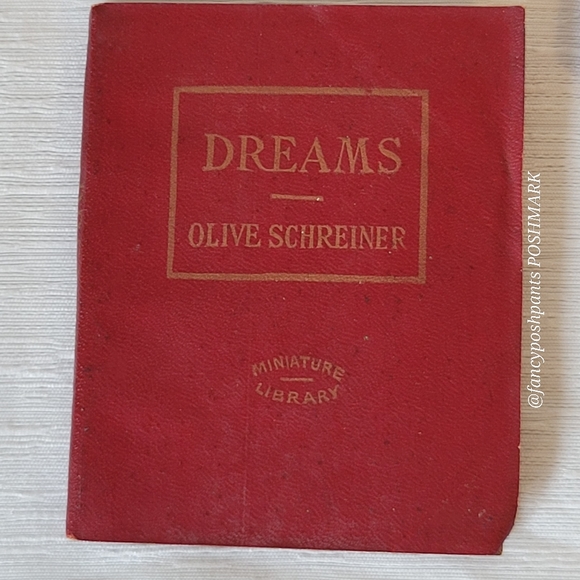 DREAMS
OLIVE SCHREINER
MINIATURE
LIBRARY
@fancyposhpants POSHMARK